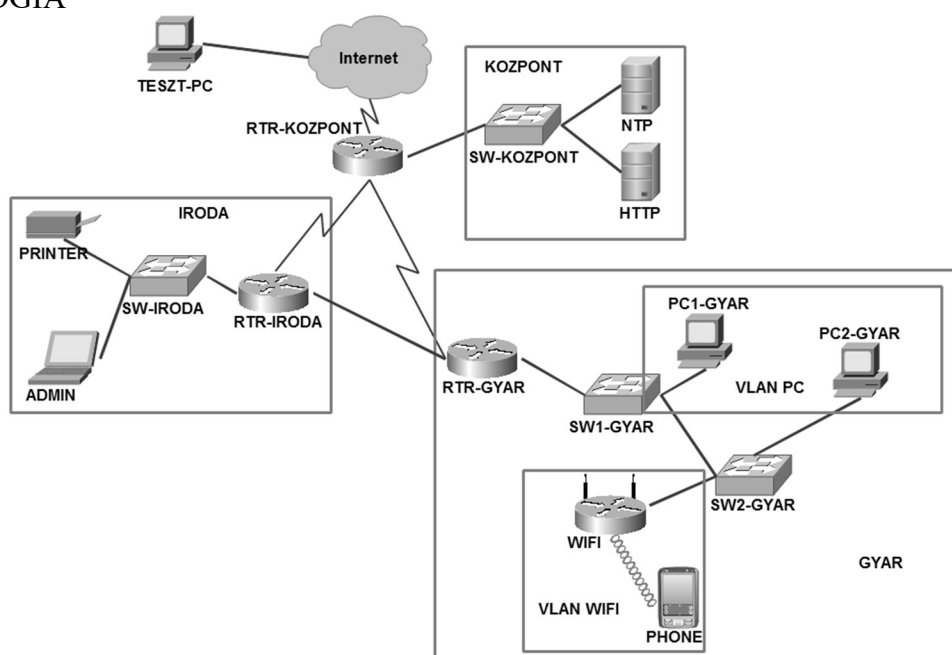 OGIA
Internet
TESZT-PC
KOZPONT
NTP
RTR-KOZPONT
SW-KOZPONT
HTTP
IRODA
PRINTER
SW-IRODA
RTR-IRODA
ADMIN
PC1-GYAR
PC2-GYAR
VLAN PC
RTR-GYAR
SW1-GYAR
SW2-GYAR
WIFI
GYAR
VLAN WIFI
PHONE